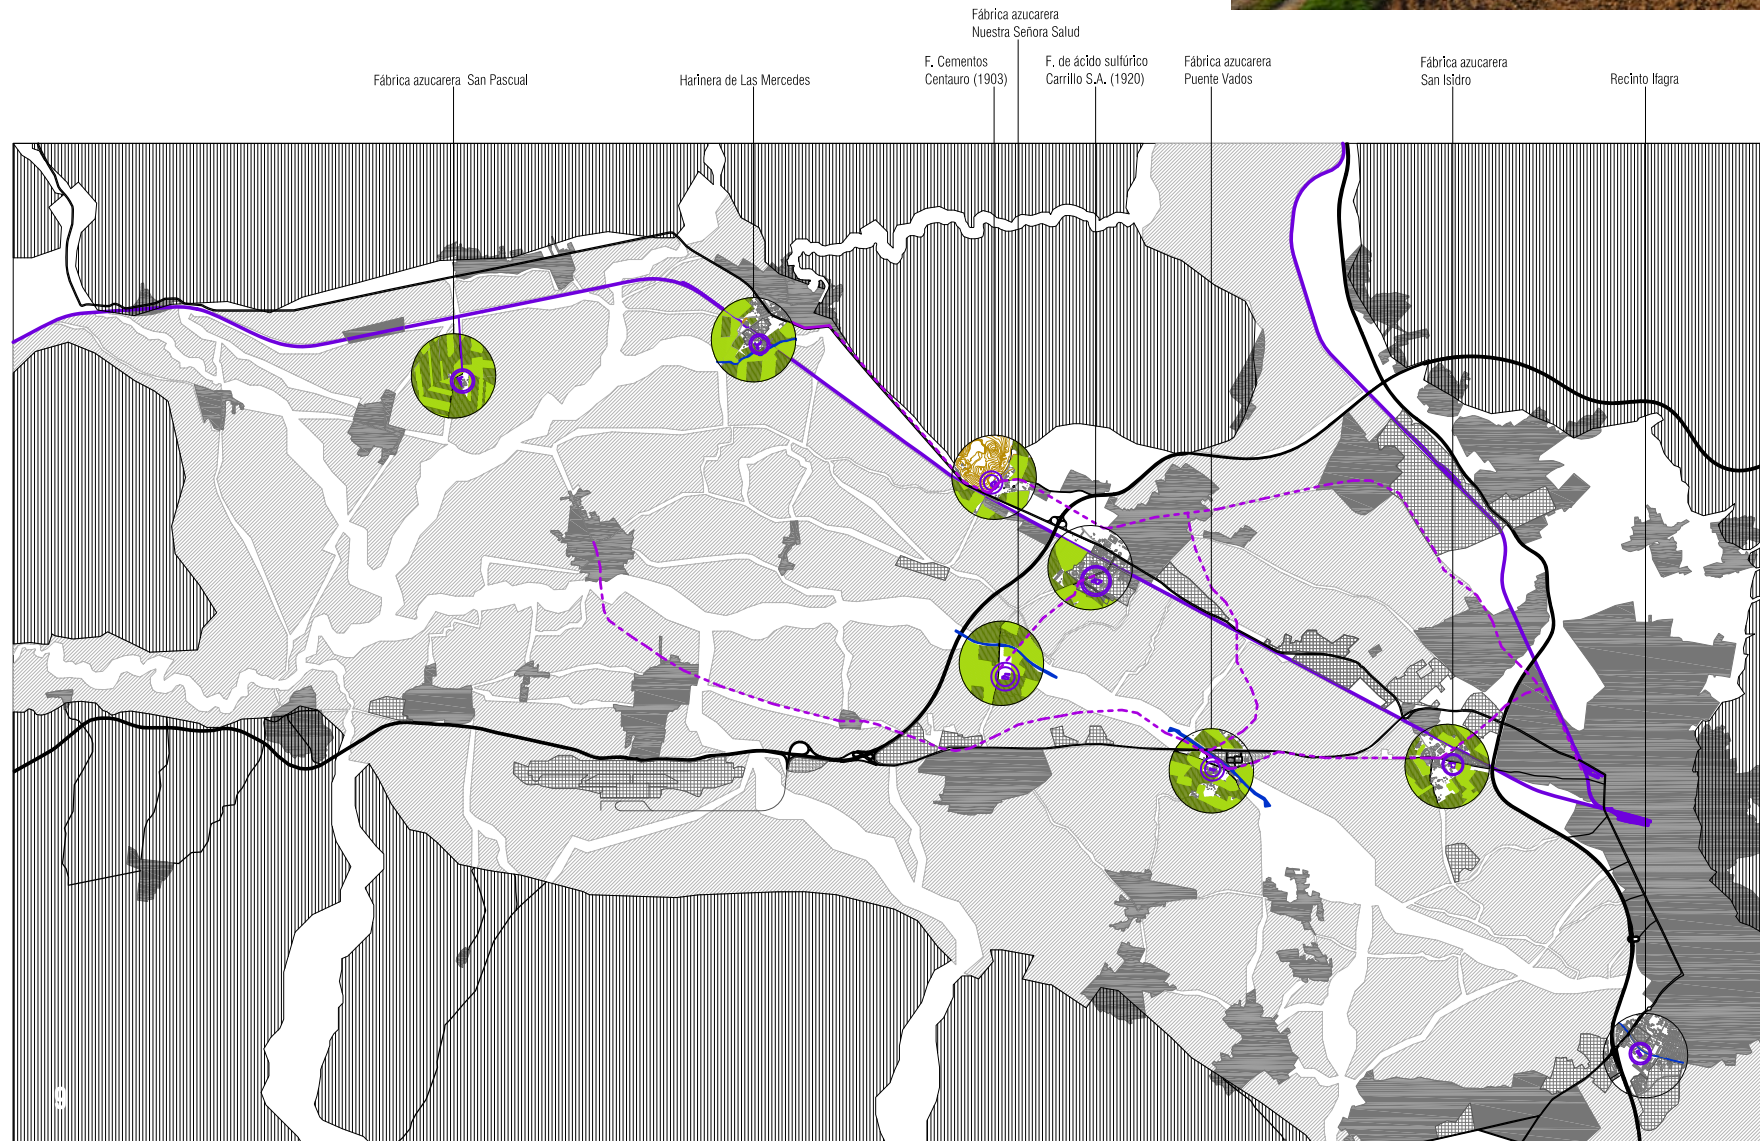 Fábrica azucarera
Nuestra Señora Salud
F. Cementos
Centauro (1903)
F. de ácido sulfúrico
Carrillo S.A. (1920)
Fábrica azucarera
Puente Vados
Fábrica azucarera
San Isidro
Fábrica azucarera San Pascual
Harinera de Las Mercedes
Recinto Ifagra
9